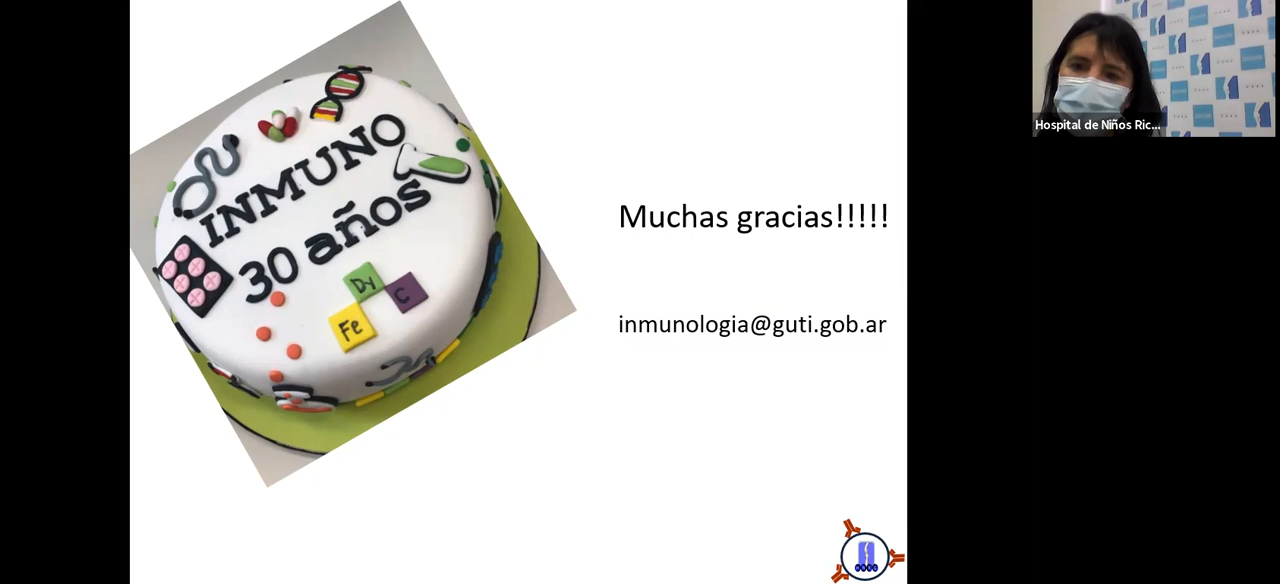 INMUNO
30 años
Dy
C
Fe
Muchas gracias!!!!!
inmunologia@guti.gob.ar
Hospital de Niños Ric...